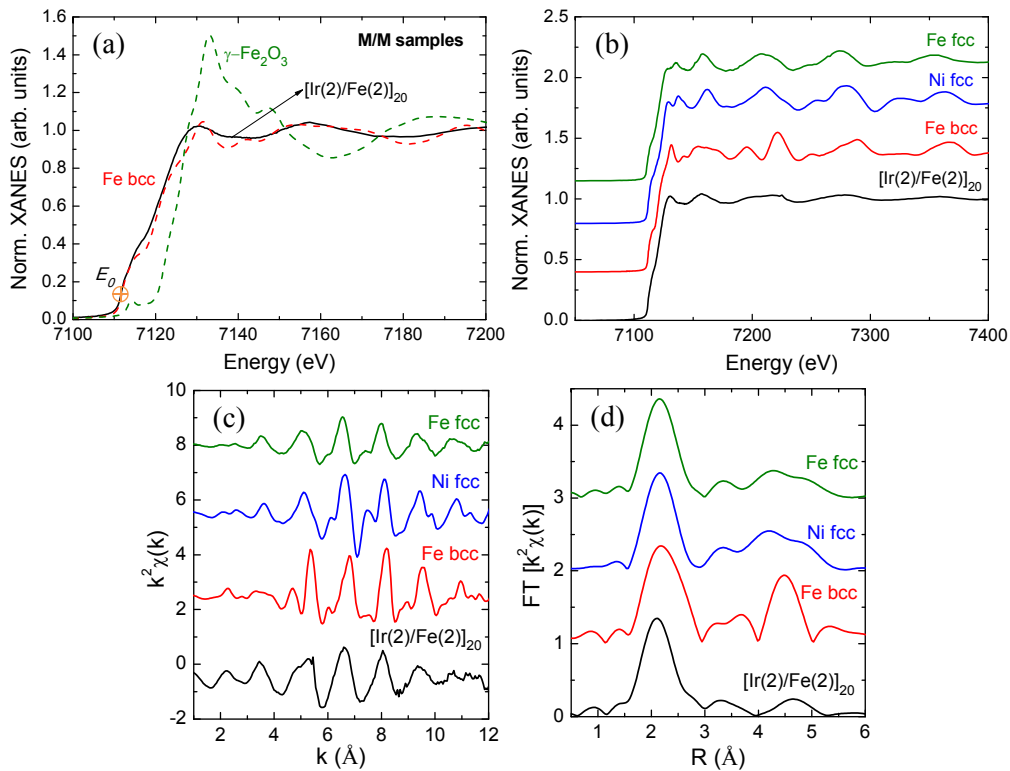 (a)
M/M samples
γ-Fe₂O₃
[Ir(2)/Fe(2)]₂₀
Fe bcc
E₀
Norm. XANES (arb. units)
1.5
1.2
0.9
0.6
0.4
0.2
0.0
7100 7120 7140 7160 7180 7200
Energy (eV)
(b)
Fe fcc
Ni fcc
Fe bcc
[Ir(2)/Fe(2)]₂₀
Norm. XANES (arb. units)
2.5
2.0
1.5
1.0
0.5
0.0
7100 7200 7300 7400
Energy (eV)
(c)
Fe fcc
Ni fcc
Fe bcc
[Ir(2)/Fe(2)]₂₀
k²χ(k)
10
8
6
4
2
0
-2
2 4 6 8 10 12
k (Å)
(d)
Fe fcc
Ni fcc
Fe bcc
[Ir(2)/Fe(2)]₂₀
FT [k²χ(k)]
4
3
2
1
0
1 2 3 4 5 6
R (Å)